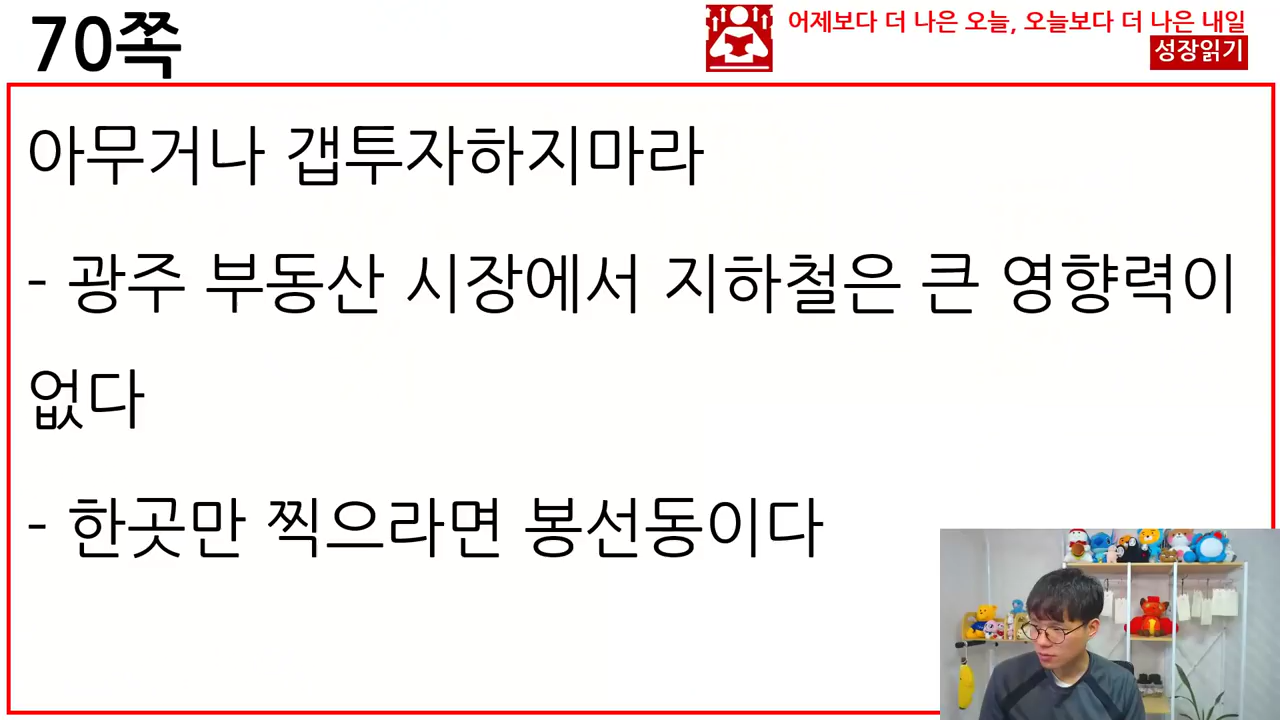 70쪽
어제보다 더 나은 오늘, 오늘보다 더 나은 내일
성장읽기
아무거나 갭투자하지마라
- 광주 부동산 시장에서 지하철은 큰 영향력이
없다
- 한곳만 찍으라면 봉선동이다